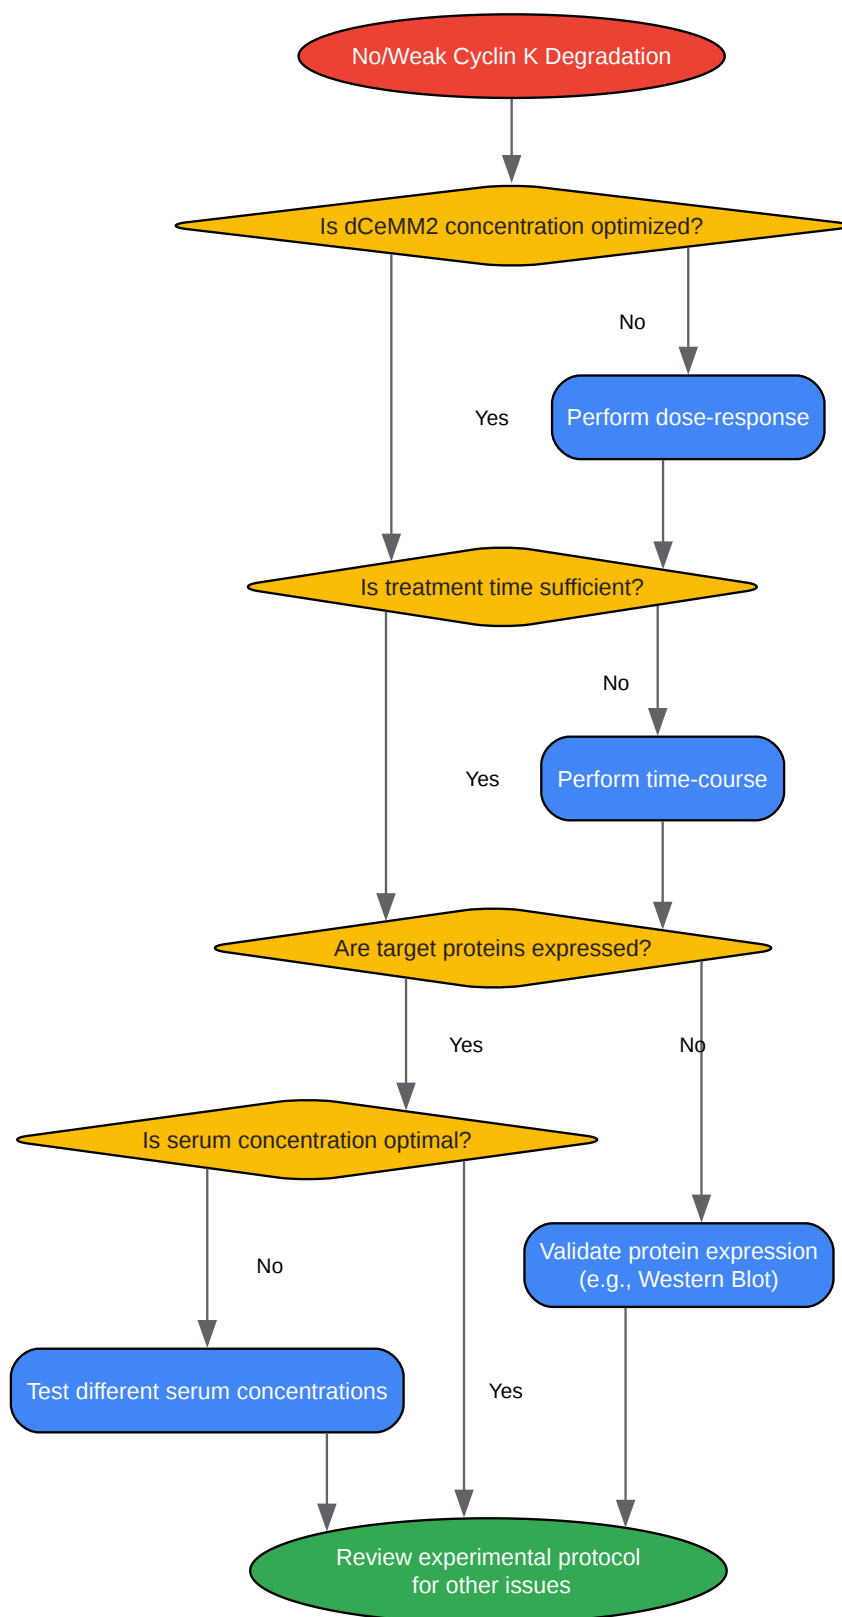 No/Weak Cyclin K Degradation
Is dCeMM2 concentration optimized?
No
Yes
Perform dose-response
Is treatment time sufficient?
No
Yes
Perform time-course
Are target proteins expressed?
Yes
No
Is serum concentration optimal?
Validate protein expression
(e.g., Western Blot)
No
Test different serum concentrations
Yes
Review experimental protocol
for other issues